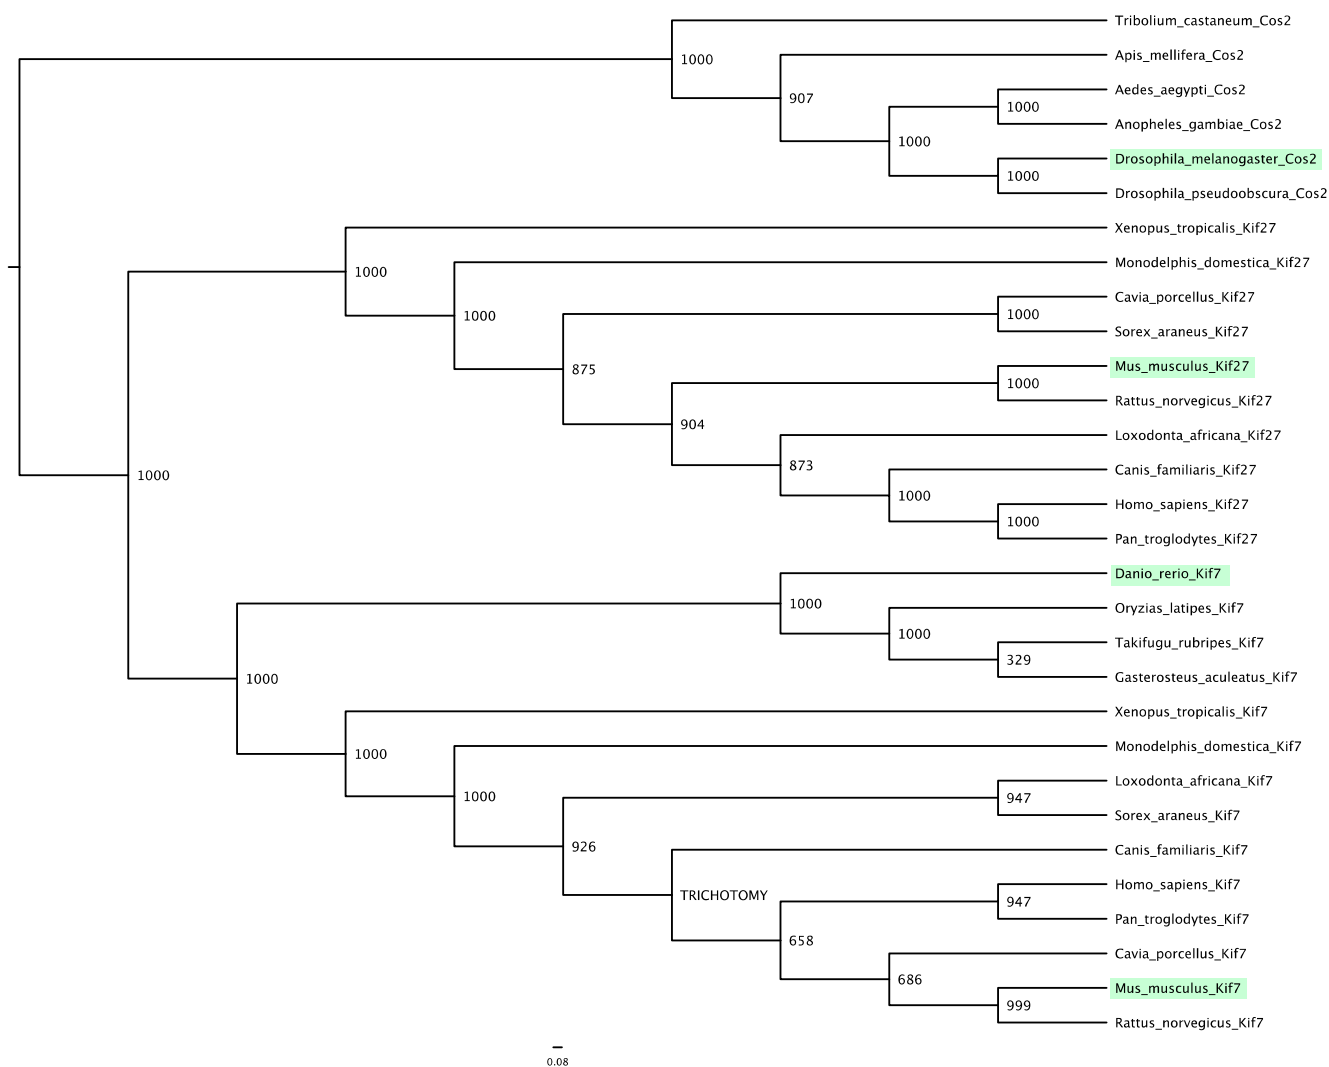 Tribolium_castaneum_Cos2
1000
Apis_mellifera_Cos2
907
Aedes_aegypti_Cos2
1000
Anopheles_gambiae_Cos2
1000
Drosophila_melanogaster_Cos2
1000
Drosophila_pseudoobscura_Cos2
Xenopus_tropicalis_Kif27
1000
Monodelphis_domestica_Kif27
1000
Cavia_porcellus_Kif27
1000
Sorex_araneus_Kif27
875
Mus_musculus_Kif27
1000
Rattus_norvegicus_Kif27
904
Loxodonta_africana_Kif27
873
Canis_familiaris_Kif27
1000
1000
Homo_sapiens_Kif27
1000
Pan_troglodytes_Kif27
Danio_rerio_Kif7
1000
Oryzias_latipes_Kif7
1000
Takifugu_rubripes_Kif7
329
Gasterosteus_aculeatus_Kif7
1000
Xenopus_tropicalis_Kif7
1000
Monodelphis_domestica_Kif7
1000
Loxodonta_africana_Kif7
947
Sorex_araneus_Kif7
926
Canis_familiaris_Kif7
TRICHOTOMY
Homo_sapiens_Kif7
947
Pan_troglodytes_Kif7
658
Cavia_porcellus_Kif7
686
Mus_musculus_Kif7
999
Rattus_norvegicus_Kif7
0.08